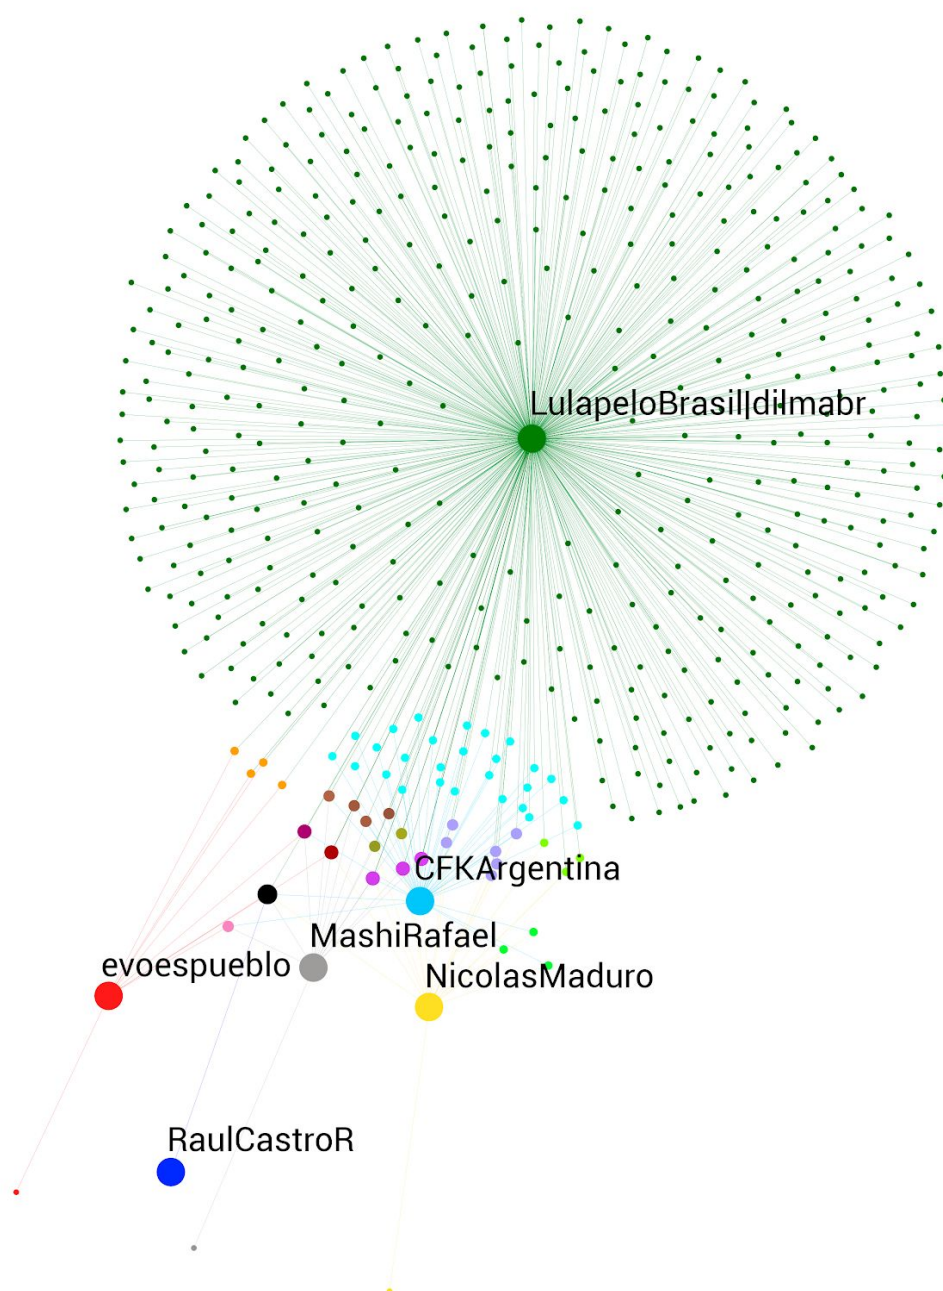 LulapeloBrasil|dilmabr
CFKArgentina
MashiRafael
evoespueblo
NicolasMaduro
RaulCastroR